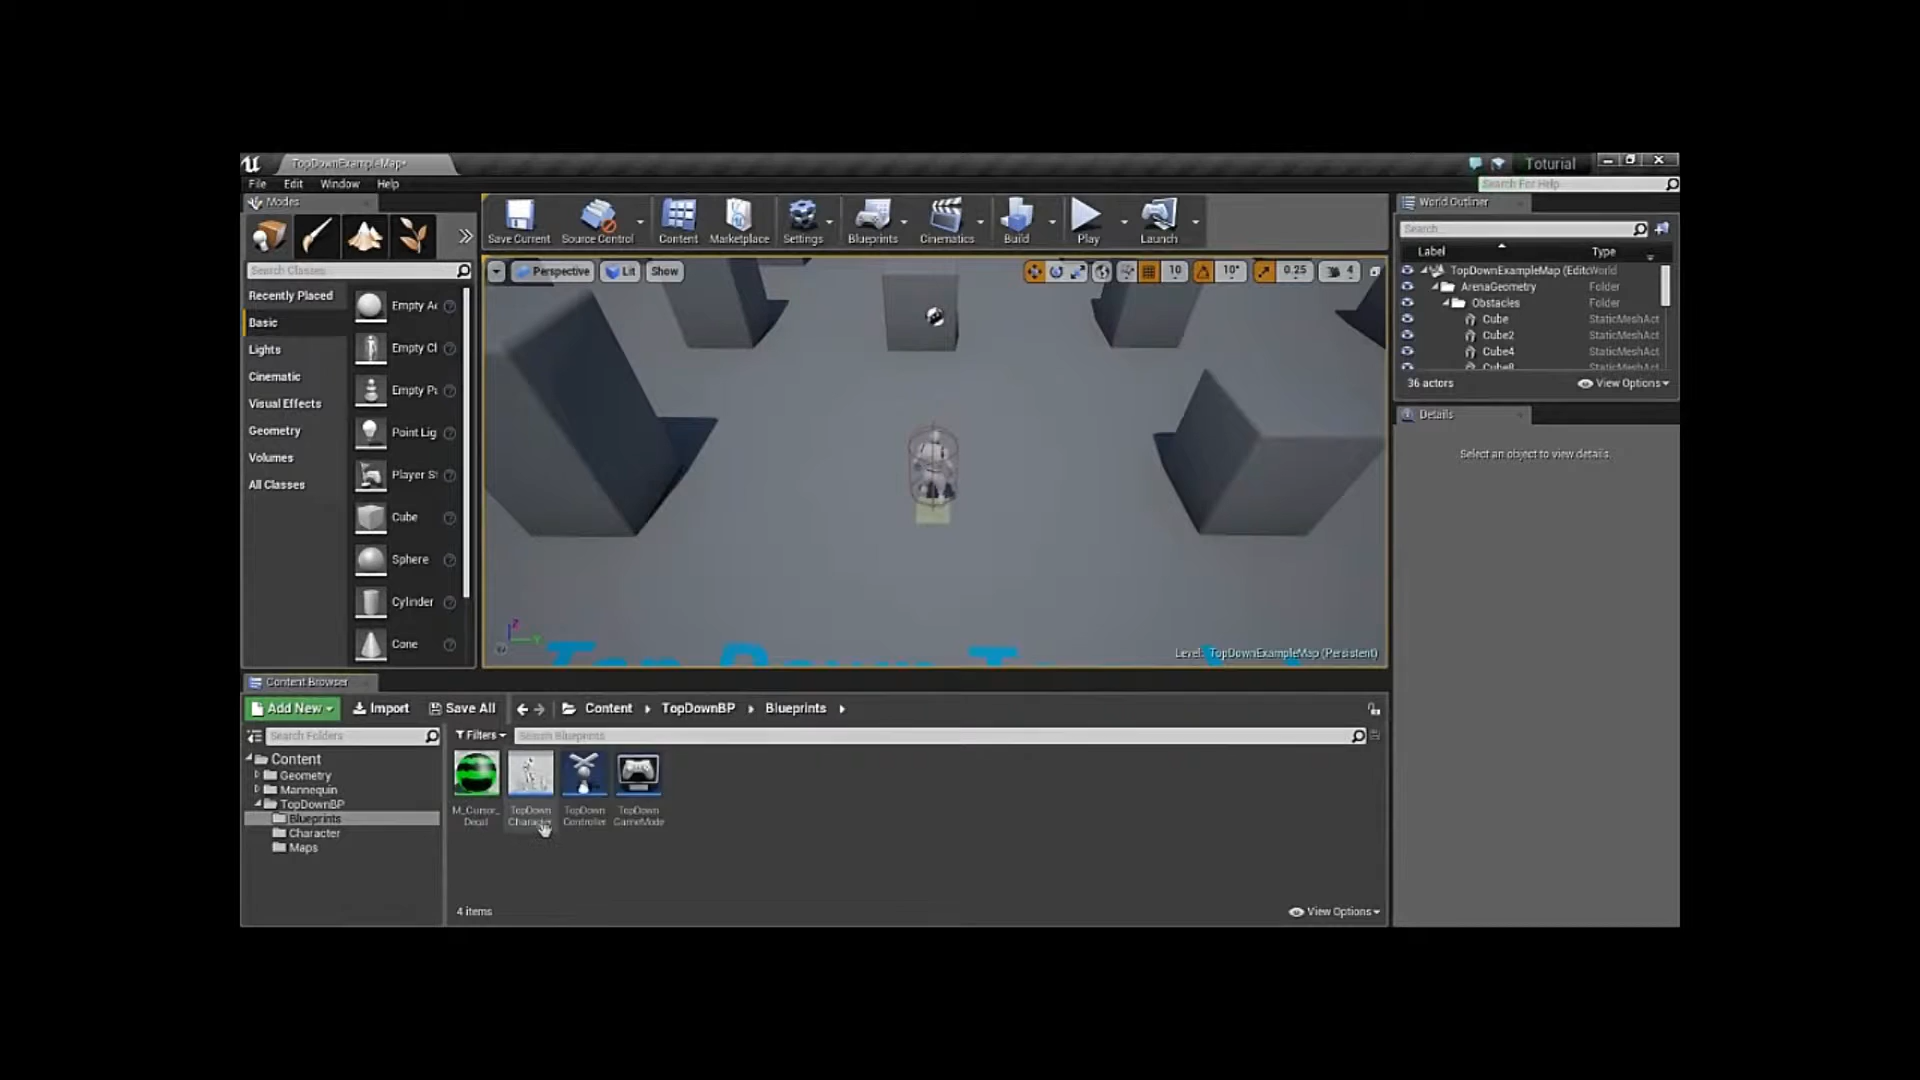 TopDownExampleMap*
Toturial
File Edit Window Help
Search For Help
Modes
Save Current Source Control Content Marketplace Settings Blueprints Cinematics Build Play Launch
World Outliner
Search...
Search Classes
Perspective Lit Show
10 10° 0.25 4
Label Type
TopDownExampleMap (Edito World
ArenaGeometry Folder
Obstacles Folder
Cube StaticMeshAct
Cube2 StaticMeshAct
Cube4 StaticMeshAct
36 actors View Options
Details
Select an object to view details.
Recently Placed
Basic
Lights
Cinematic
Visual Effects
Geometry
Volumes
All Classes
Empty Ac
Empty Ch
Empty Pa
Point Lig
Player St
Cube
Sphere
Cylinder
Cone
Z
Y
Level: TopDownExampleMap (Persistent)
Content Browser
Add New Import Save All Content TopDownBP Blueprints
Search Folders
Filters Search Blueprints
Content
Geometry
Mannequin
TopDownBP
Blueprints
Character
Maps
M_Cursor_
Decal
TopDown
Character
TopDown
Controller
TopDown
GameMode
4 items
View Options